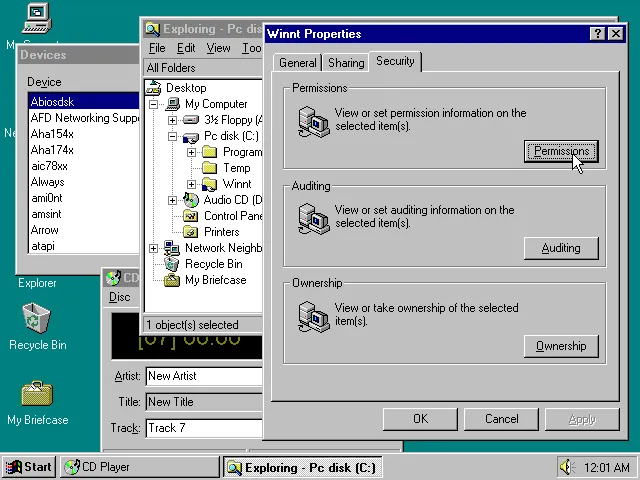 My
Devices
Device
Abiosdsk
AFD Networking Suppo
Aha154x
Aha174x
aic78xx
Always
ami0nt
amsint
Arrow
atapi
Ne
Explorer
Recycle Bin
My Briefcase
Exploring - Pc disk
File Edit View Too
All Folders
Desktop
My Computer
3½ Floppy (A
Pc disk (C:)
Program
Temp
Winnt
Audio CD (D
Control Pane
Printers
Network Neighb
Recycle Bin
My Briefcase
1 object(s) selected
CD
Disc
[07] 00:00
Artist: New Artist
Title: New Title
Track: Track 7
Winnt Properties
General Sharing Security
Permissions
View or set permission information on the
selected item(s).
Permissions
Auditing
View or set auditing information on the
selected item(s).
Auditing
Ownership
View or take ownership of the selected
item(s).
Ownership
OK Cancel Apply
Start CD Player Exploring - Pc disk (C:) 12:01 AM